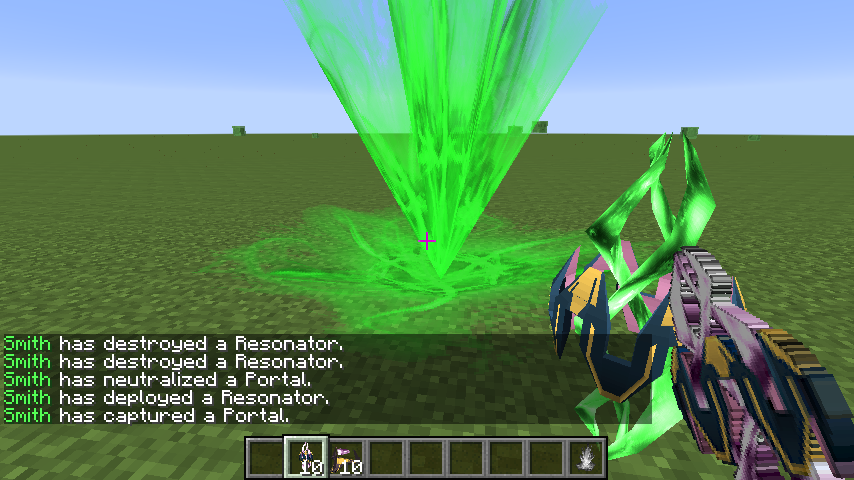 Smith has destroyed a Resonator.
Smith has destroyed a Resonator.
Smith has neutralized a Portal.
Smith has deployed a Resonator.
Smith has captured a Portal.
10 10